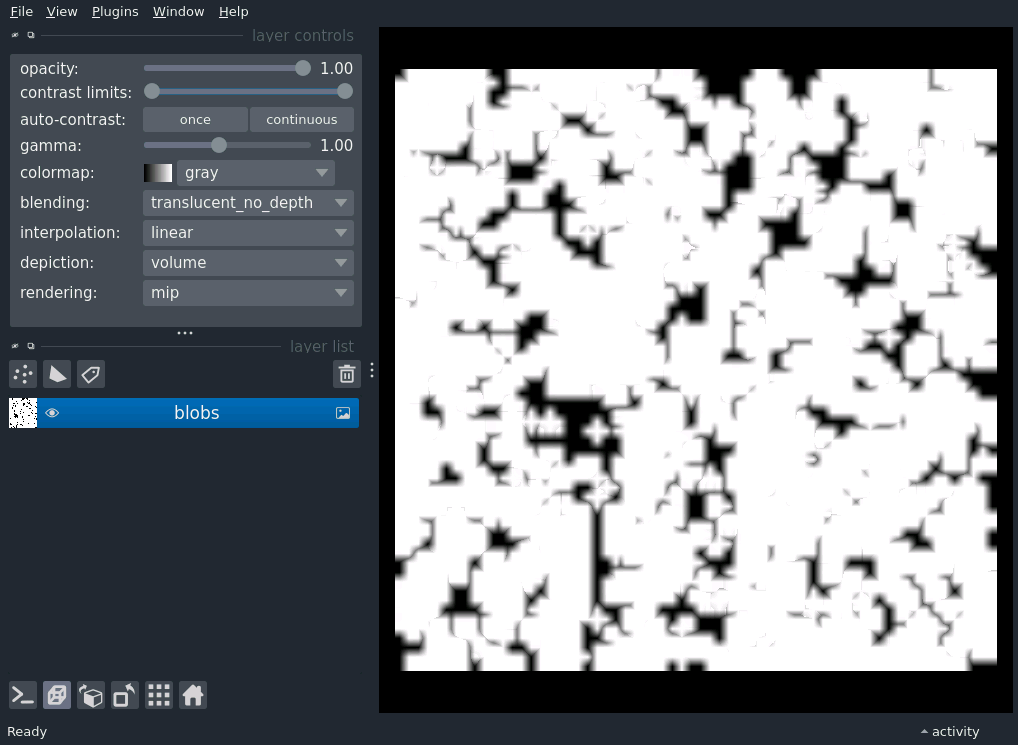 File View Plugins Window Help
layer controls
opacity: 1.00
contrast limits:
auto-contrast: once continuous
gamma: 1.00
colormap: gray
blending: translucent_no_depth
interpolation: linear
depiction: volume
rendering: mip
layer list
blobs
Ready
activity